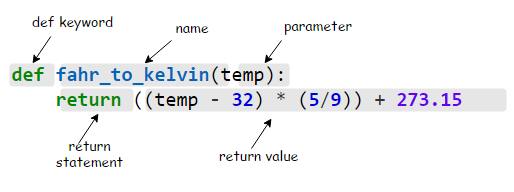 def keyword
name
parameter
def fahr_to_kelvin(temp):
return ((temp - 32) * (5/9)) + 273.15
return
statement
return value